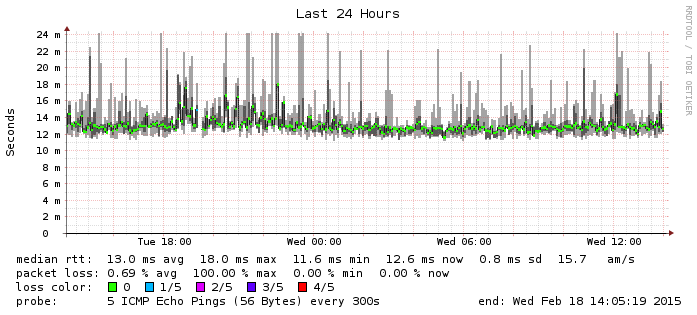 Last 24 Hours
RRDTOOL / TOBI OETIKER
Seconds
24 m
22 m
20 m
18 m
16 m
14 m
12 m
10 m
8 m
6 m
4 m
2 m
0
Tue 18:00 Wed 00:00 Wed 06:00 Wed 12:00
median rtt: 13.0 ms avg 18.0 ms max 11.6 ms min 12.6 ms now 0.8 ms sd 15.7 am/s
packet loss: 0.69 % avg 100.00 % max 0.00 % min 0.00 % now
loss color: 0 1/5 2/5 3/5 4/5
probe: 5 ICMP Echo Pings (56 Bytes) every 300s end: Wed Feb 18 14:05:19 2015